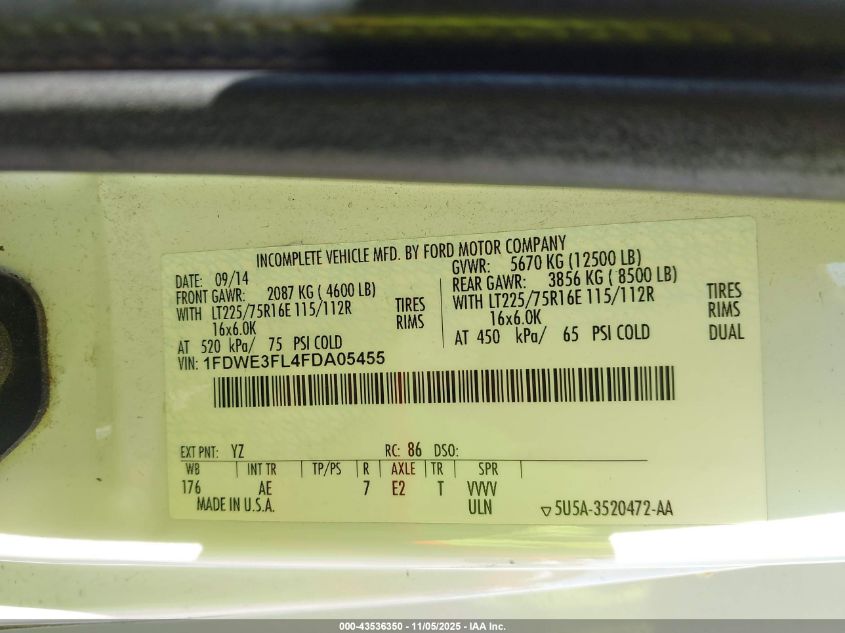 INCOMPLETE VEHICLE MFD. BY FORD MOTOR COMPANY
DATE: 09/14
GVWR: 5670 KG (12500 LB)
FRONT GAWR: 2087 KG ( 4600 LB)
REAR GAWR: 3856 KG ( 8500 LB)
WITH LT225/75R16E 115/112R TIRES
WITH LT225/75R16E 115/112R TIRES
16x6.0K RIMS
16x6.0K RIMS
AT 520 kPa/ 75 PSI COLD
AT 450 kPa/ 65 PSI COLD DUAL
VIN: 1FDWE3FL4FDA05455
EXT PNT: YZ RC: 86 DSO:
WB INT TR TP/PS R AXLE TR SPR
176 AE 7 E2 T VVVV
MADE IN U.S.A. ULN 5U5A-3520472-AA
000-43536350 - 11/05/2025 - IAA Inc.